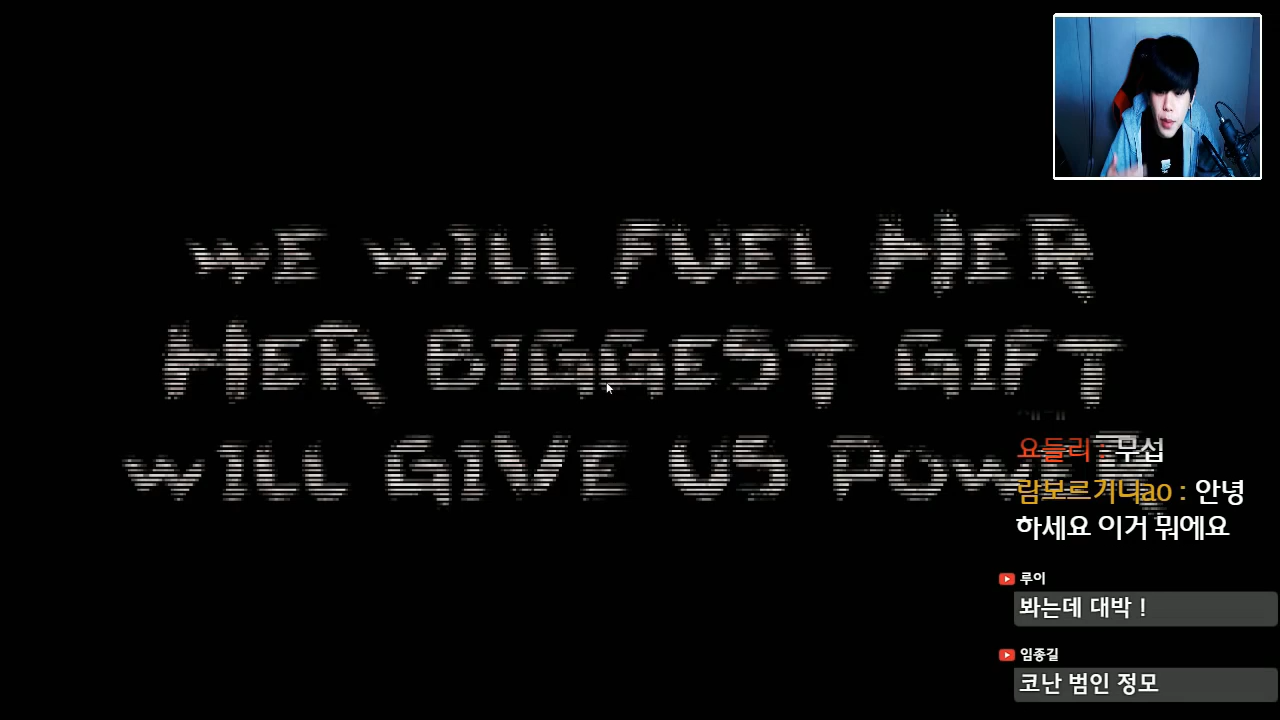 WE WILL FUEL HER
HER BIGGEST GIFT
WILL GIVE US POWER
요들리 : 무섭
람보르기니ao : 안녕
하세요 이거 뭐에요
루이
봐는데 대박 !
임종길
코난 범인 정모